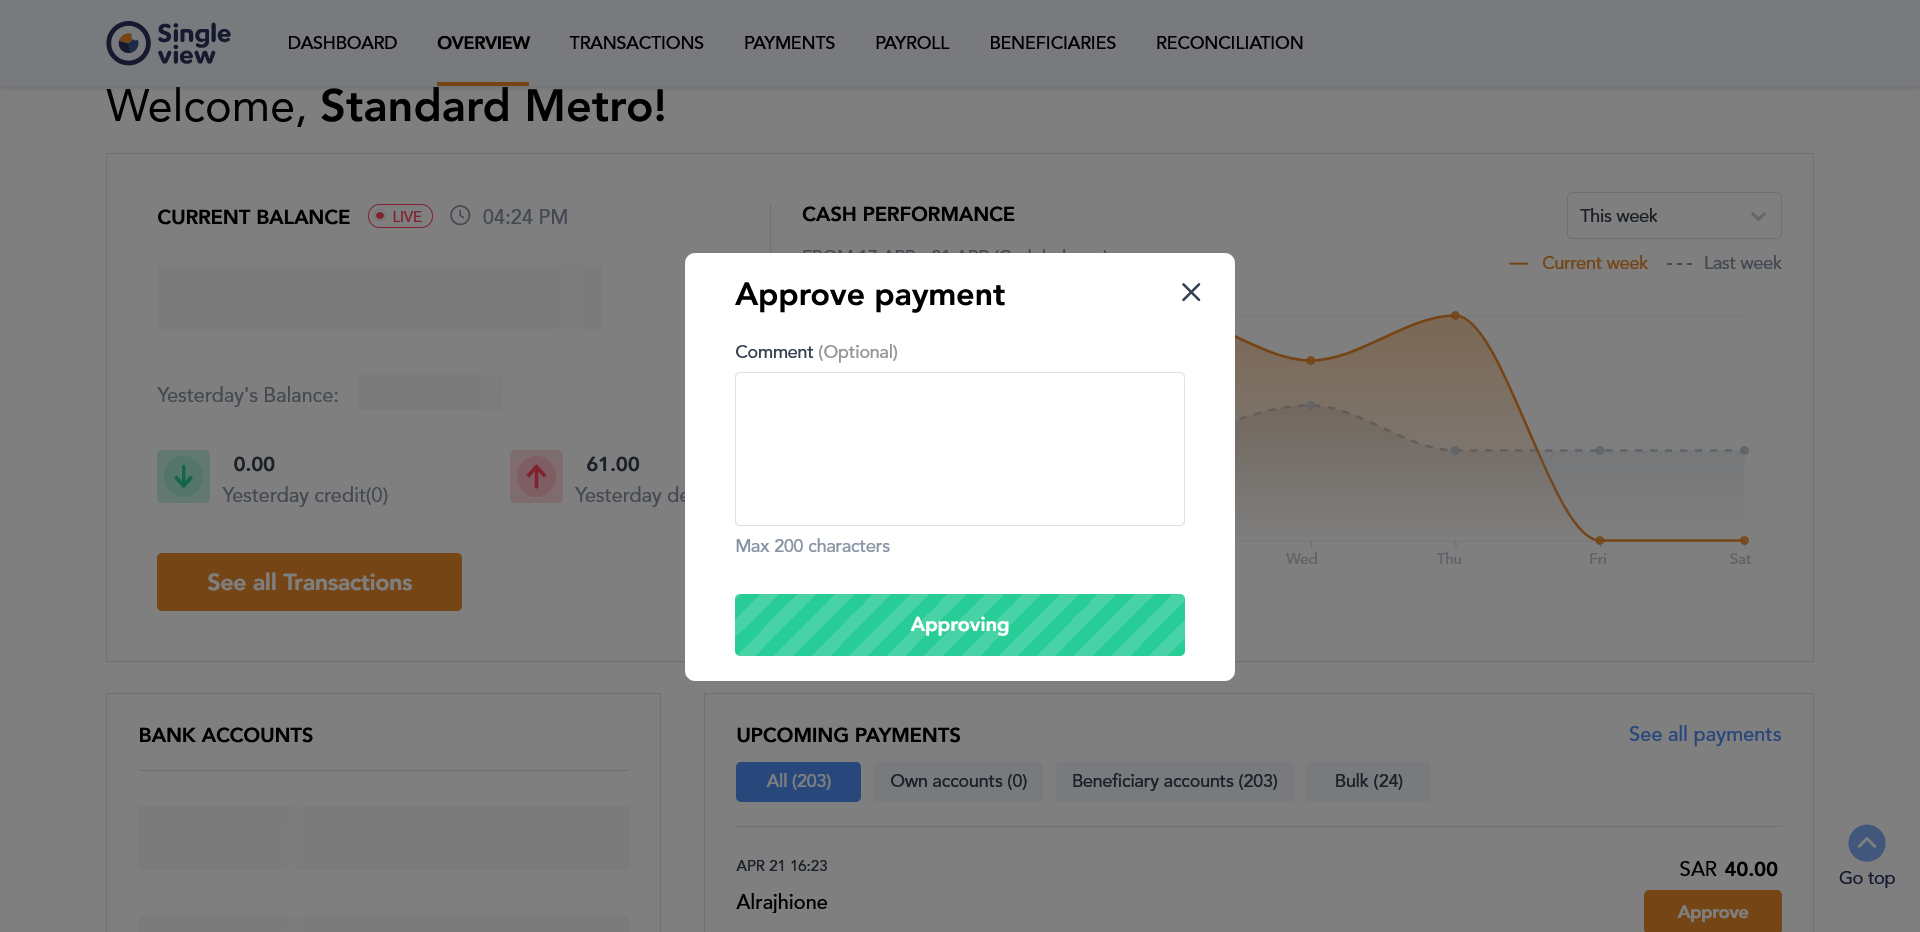 Single view
DASHBOARD OVERVIEW TRANSACTIONS PAYMENTS PAYROLL BENEFICIARIES RECONCILIATION
Welcome, Standard Metro!
CURRENT BALANCE LIVE 04:24 PM
CASH PERFORMANCE
This week
Current week Last week
Yesterday's Balance:
0.00
Yesterday credit(0)
61.00
Yesterday de
See all Transactions
Wed Thu Fri Sat
Approve payment
Comment (Optional)
Max 200 characters
Approving
BANK ACCOUNTS
UPCOMING PAYMENTS
See all payments
All (203) Own accounts (0) Beneficiary accounts (203) Bulk (24)
APR 21 16:23
Alrajhione
SAR 40.00
Approve
Go top